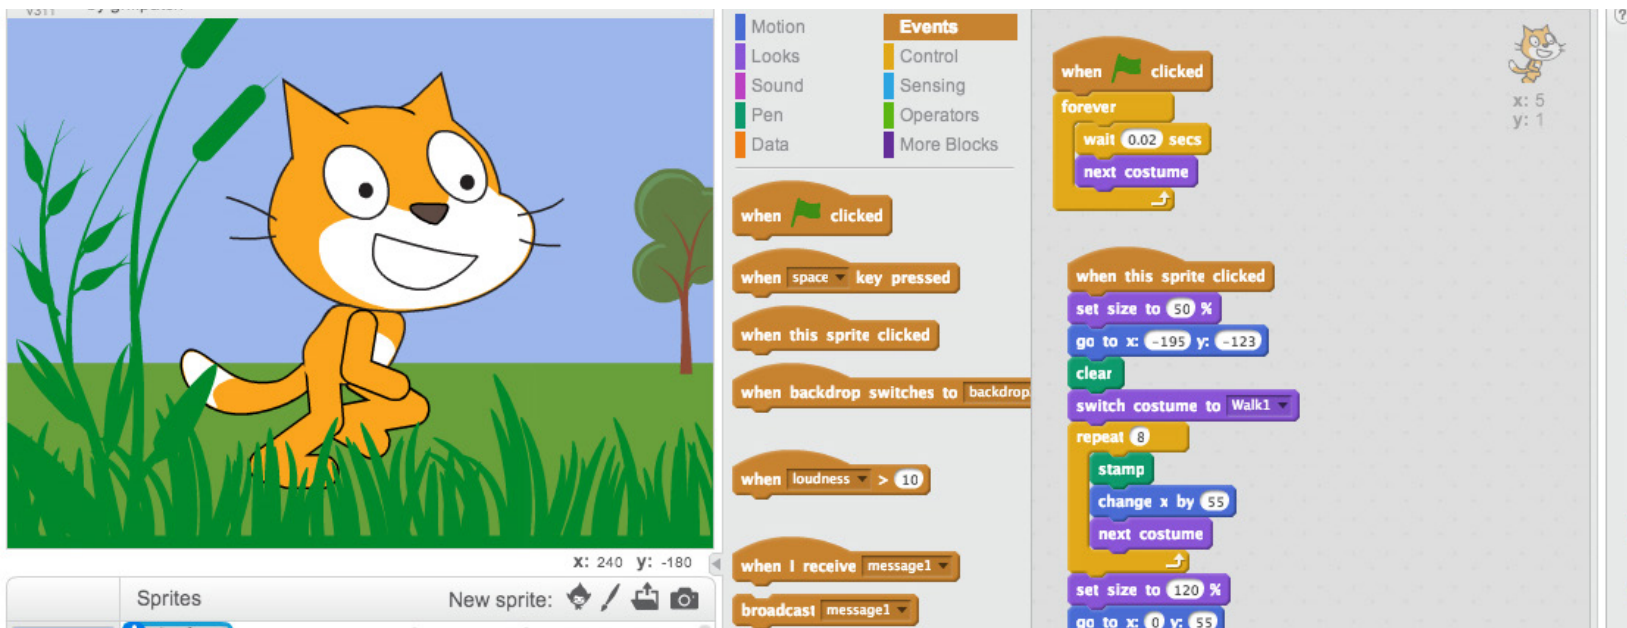 v311
x: 240 y: -180
Sprites
New sprite:
Motion
Looks
Sound
Pen
Data
Events
Control
Sensing
Operators
More Blocks
when clicked
when space key pressed
when this sprite clicked
when backdrop switches to backdrop
when loudness > 10
when I receive message1
broadcast message1
when clicked
forever
wait 0.02 secs
next costume
x: 5
y: 1
when this sprite clicked
set size to 50 %
go to x: -195 y: -123
clear
switch costume to Walk1
repeat 8
stamp
change x by 55
next costume
set size to 120 %
go to x: 0 y: 55
?